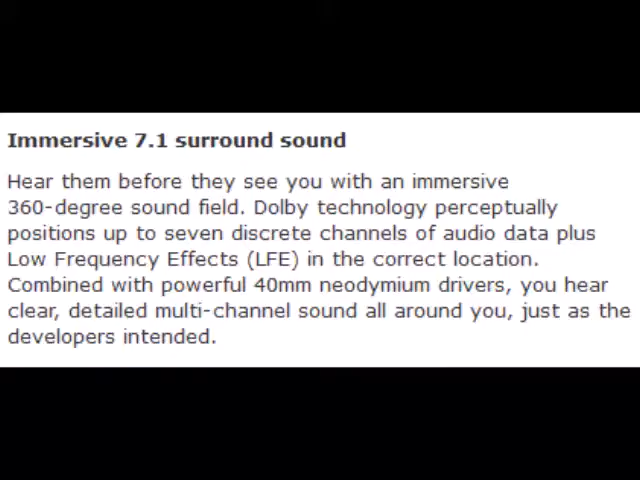 Immersive 7.1 surround sound
Hear them before they see you with an immersive
360-degree sound field. Dolby technology perceptually
positions up to seven discrete channels of audio data plus
Low Frequency Effects (LFE) in the correct location.
Combined with powerful 40mm neodymium drivers, you hear
clear, detailed multi-channel sound all around you, just as the
developers intended.